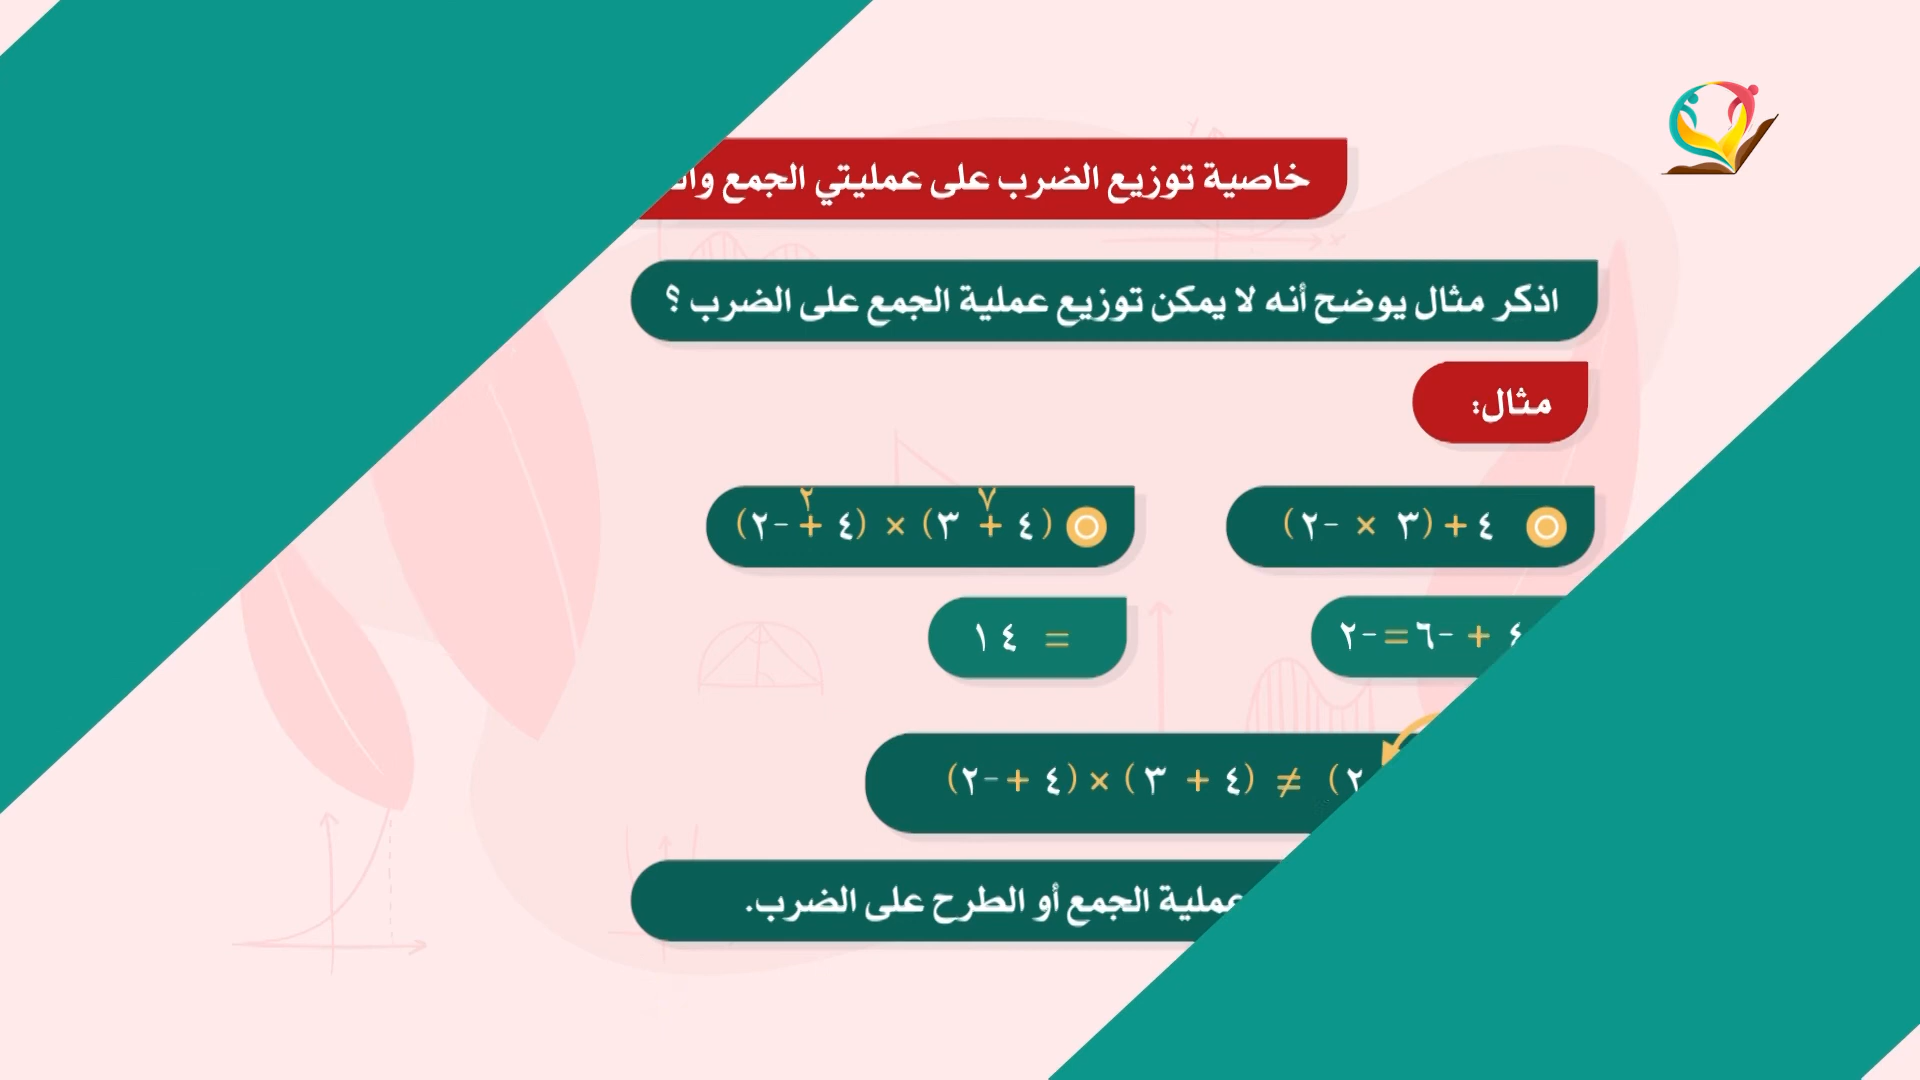 خاصية توزيع الضرب على عمليتي الجمع
اذكر مثال يوضح أنه لا يمكن توزيع عملية الجمع على الضرب ؟
مثال:
٤ + (٣ × -٢)
(٤ + ٣) × (٤ + -٢)
٧ ٢
٤ + -٦ = -٢
= ١٤
٢) ≠ (٤ + ٣) × (٤ + -٢)
عملية الجمع أو الطرح على الضرب.